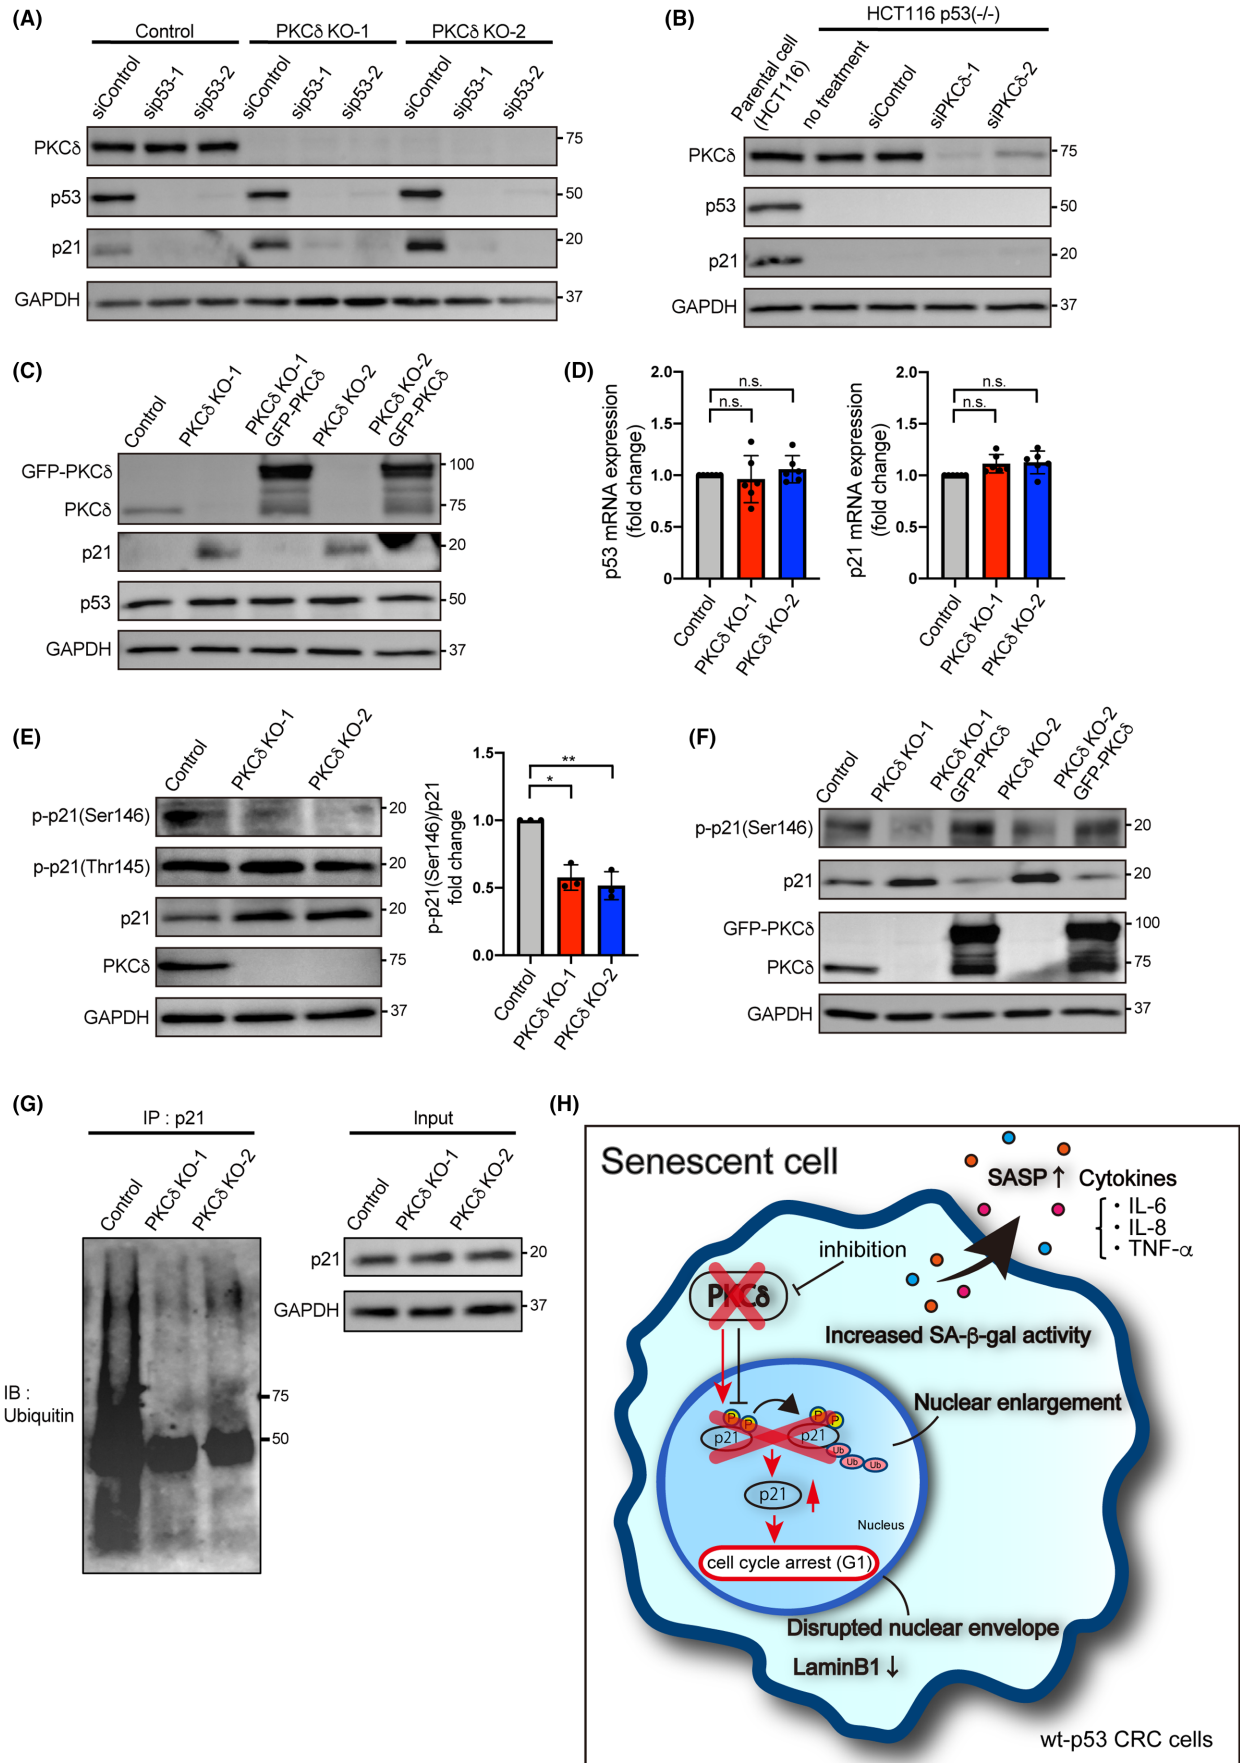 (A)
Control
PKCδ KO-1
PKCδ KO-2
siControl
sip53-1
sip53-2
siControl
sip53-1
sip53-2
siControl
sip53-1
sip53-2
PKCδ
75
p53
50
p21
20
GAPDH
37
(B)
HCT116 p53(-/-)
Parental cell
(HCT116)
no treatment
siControl
siPKCδ-1
siPKCδ-2
PKCδ
75
p53
50
p21
20
GAPDH
37
(C)
Control
PKCδ KO-1
PKCδ KO-1
GFP-PKCδ
PKCδ KO-2
PKCδ KO-2
GFP-PKCδ
GFP-PKCδ
100
PKCδ
75
p21
20
p53
50
GAPDH
37
(D)
p53 mRNA expression
(fold change)
2.0
1.5
1.0
0.5
0
n.s.
n.s.
Control
PKCδ KO-1
PKCδ KO-2
p21 mRNA expression
(fold change)
2.0
1.5
1.0
0.5
0
n.s.
n.s.
Control
PKCδ KO-1
PKCδ KO-2
(E)
Control
PKCδ KO-1
PKCδ KO-2
p-p21(Ser146)
20
p-p21(Thr145)
20
p21
20
PKCδ
75
GAPDH
37
p-p21(Ser146)/p21
fold change
1.5
1.0
0.5
0.0
**
*
Control
PKCδ KO-1
PKCδ KO-2
(F)
Control
PKCδ KO-1
PKCδ KO-1
GFP-PKCδ
PKCδ KO-2
PKCδ KO-2
GFP-PKCδ
p-p21(Ser146)
20
p21
20
GFP-PKCδ
100
PKCδ
75
GAPDH
37
(G)
IP : p21
Control
PKCδ KO-1
PKCδ KO-2
IB :
Ubiquitin
75
50
Input
Control
PKCδ KO-1
PKCδ KO-2
p21
20
GAPDH
37
(H)
Senescent cell
SASP↑
Cytokines
・IL-6
・IL-8
・TNF-α
inhibition
PKCδ
Increased SA-β-gal activity
Nuclear enlargement
P
P
p21
P
P
p21
Ub
Ub
Ub
p21
Nucleus
cell cycle arrest (G1)
Disrupted nuclear envelope
LaminB1↓
wt-p53 CRC cells